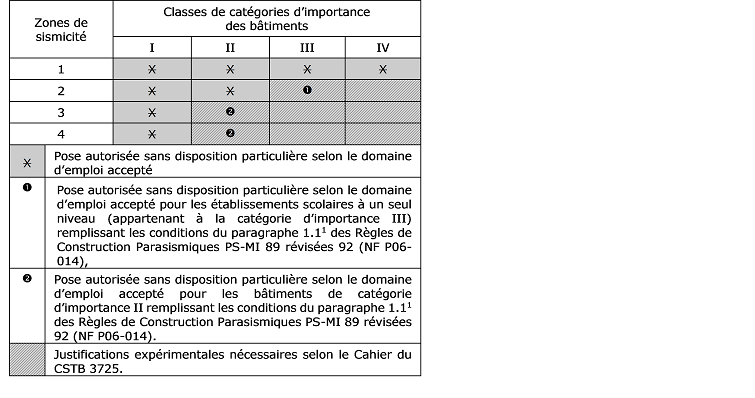 Zones de
sismicité
Classes de catégories d’importance
des bâtiments
I II III IV
1 X X X X
2 X X ❶
3 X ❷
4 X ❷
X Pose autorisée sans disposition particulière selon le domaine
d’emploi accepté
❶ Pose autorisée sans disposition particulière selon le domaine
d’emploi accepté pour les établissements scolaires à un seul
niveau (appartenant à la catégorie d’importance III)
remplissant les conditions du paragraphe 1.1¹ des Règles de
Construction Parasismiques PS-MI 89 révisées 92 (NF P06-
014),
❷ Pose autorisée sans disposition particulière selon le domaine
d’emploi accepté pour les bâtiments de catégorie
d’importance II remplissant les conditions du paragraphe 1.1¹
des Règles de Construction Parasismiques PS-MI 89 révisées
92 (NF P06-014).
Justifications expérimentales nécessaires selon le Cahier du
CSTB 3725.